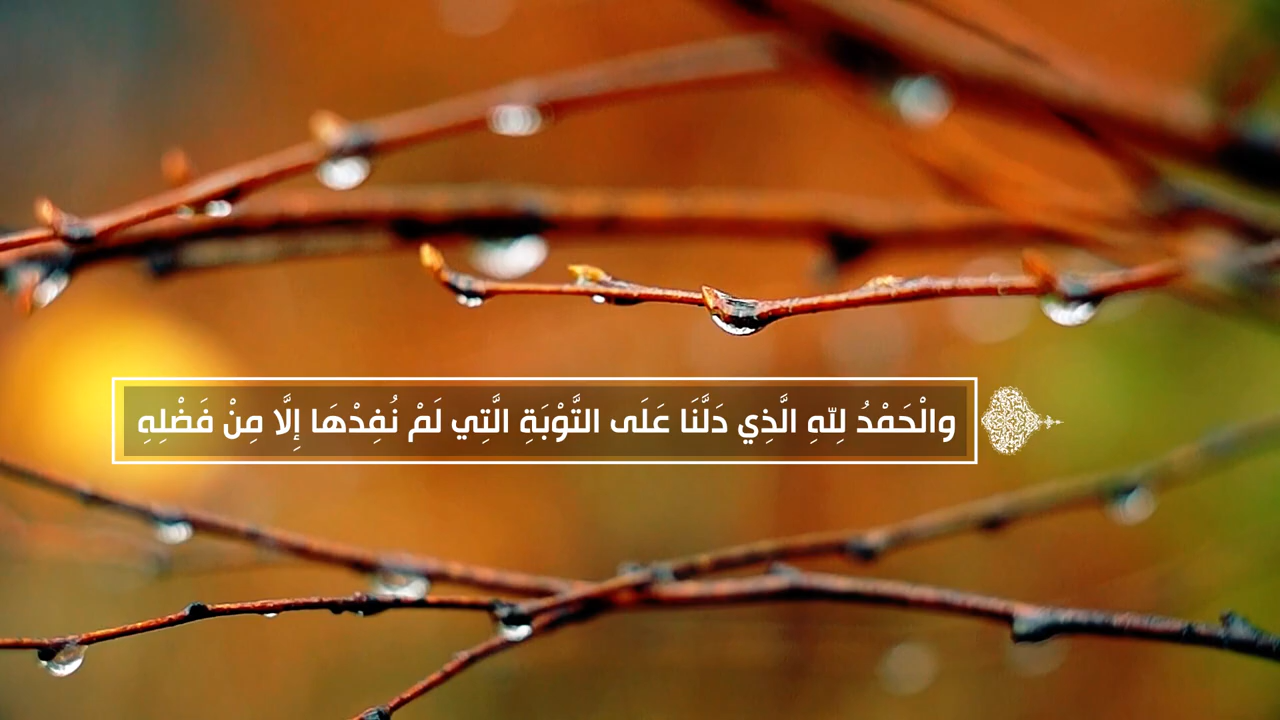 والْحَمْدُ لِلّٰهِ الَّذِي دَلَّنَا عَلَى التَّوْبَةِ الَّتِي لَمْ نُفِدْهَا إِلَّا مِنْ فَضْلِهِ